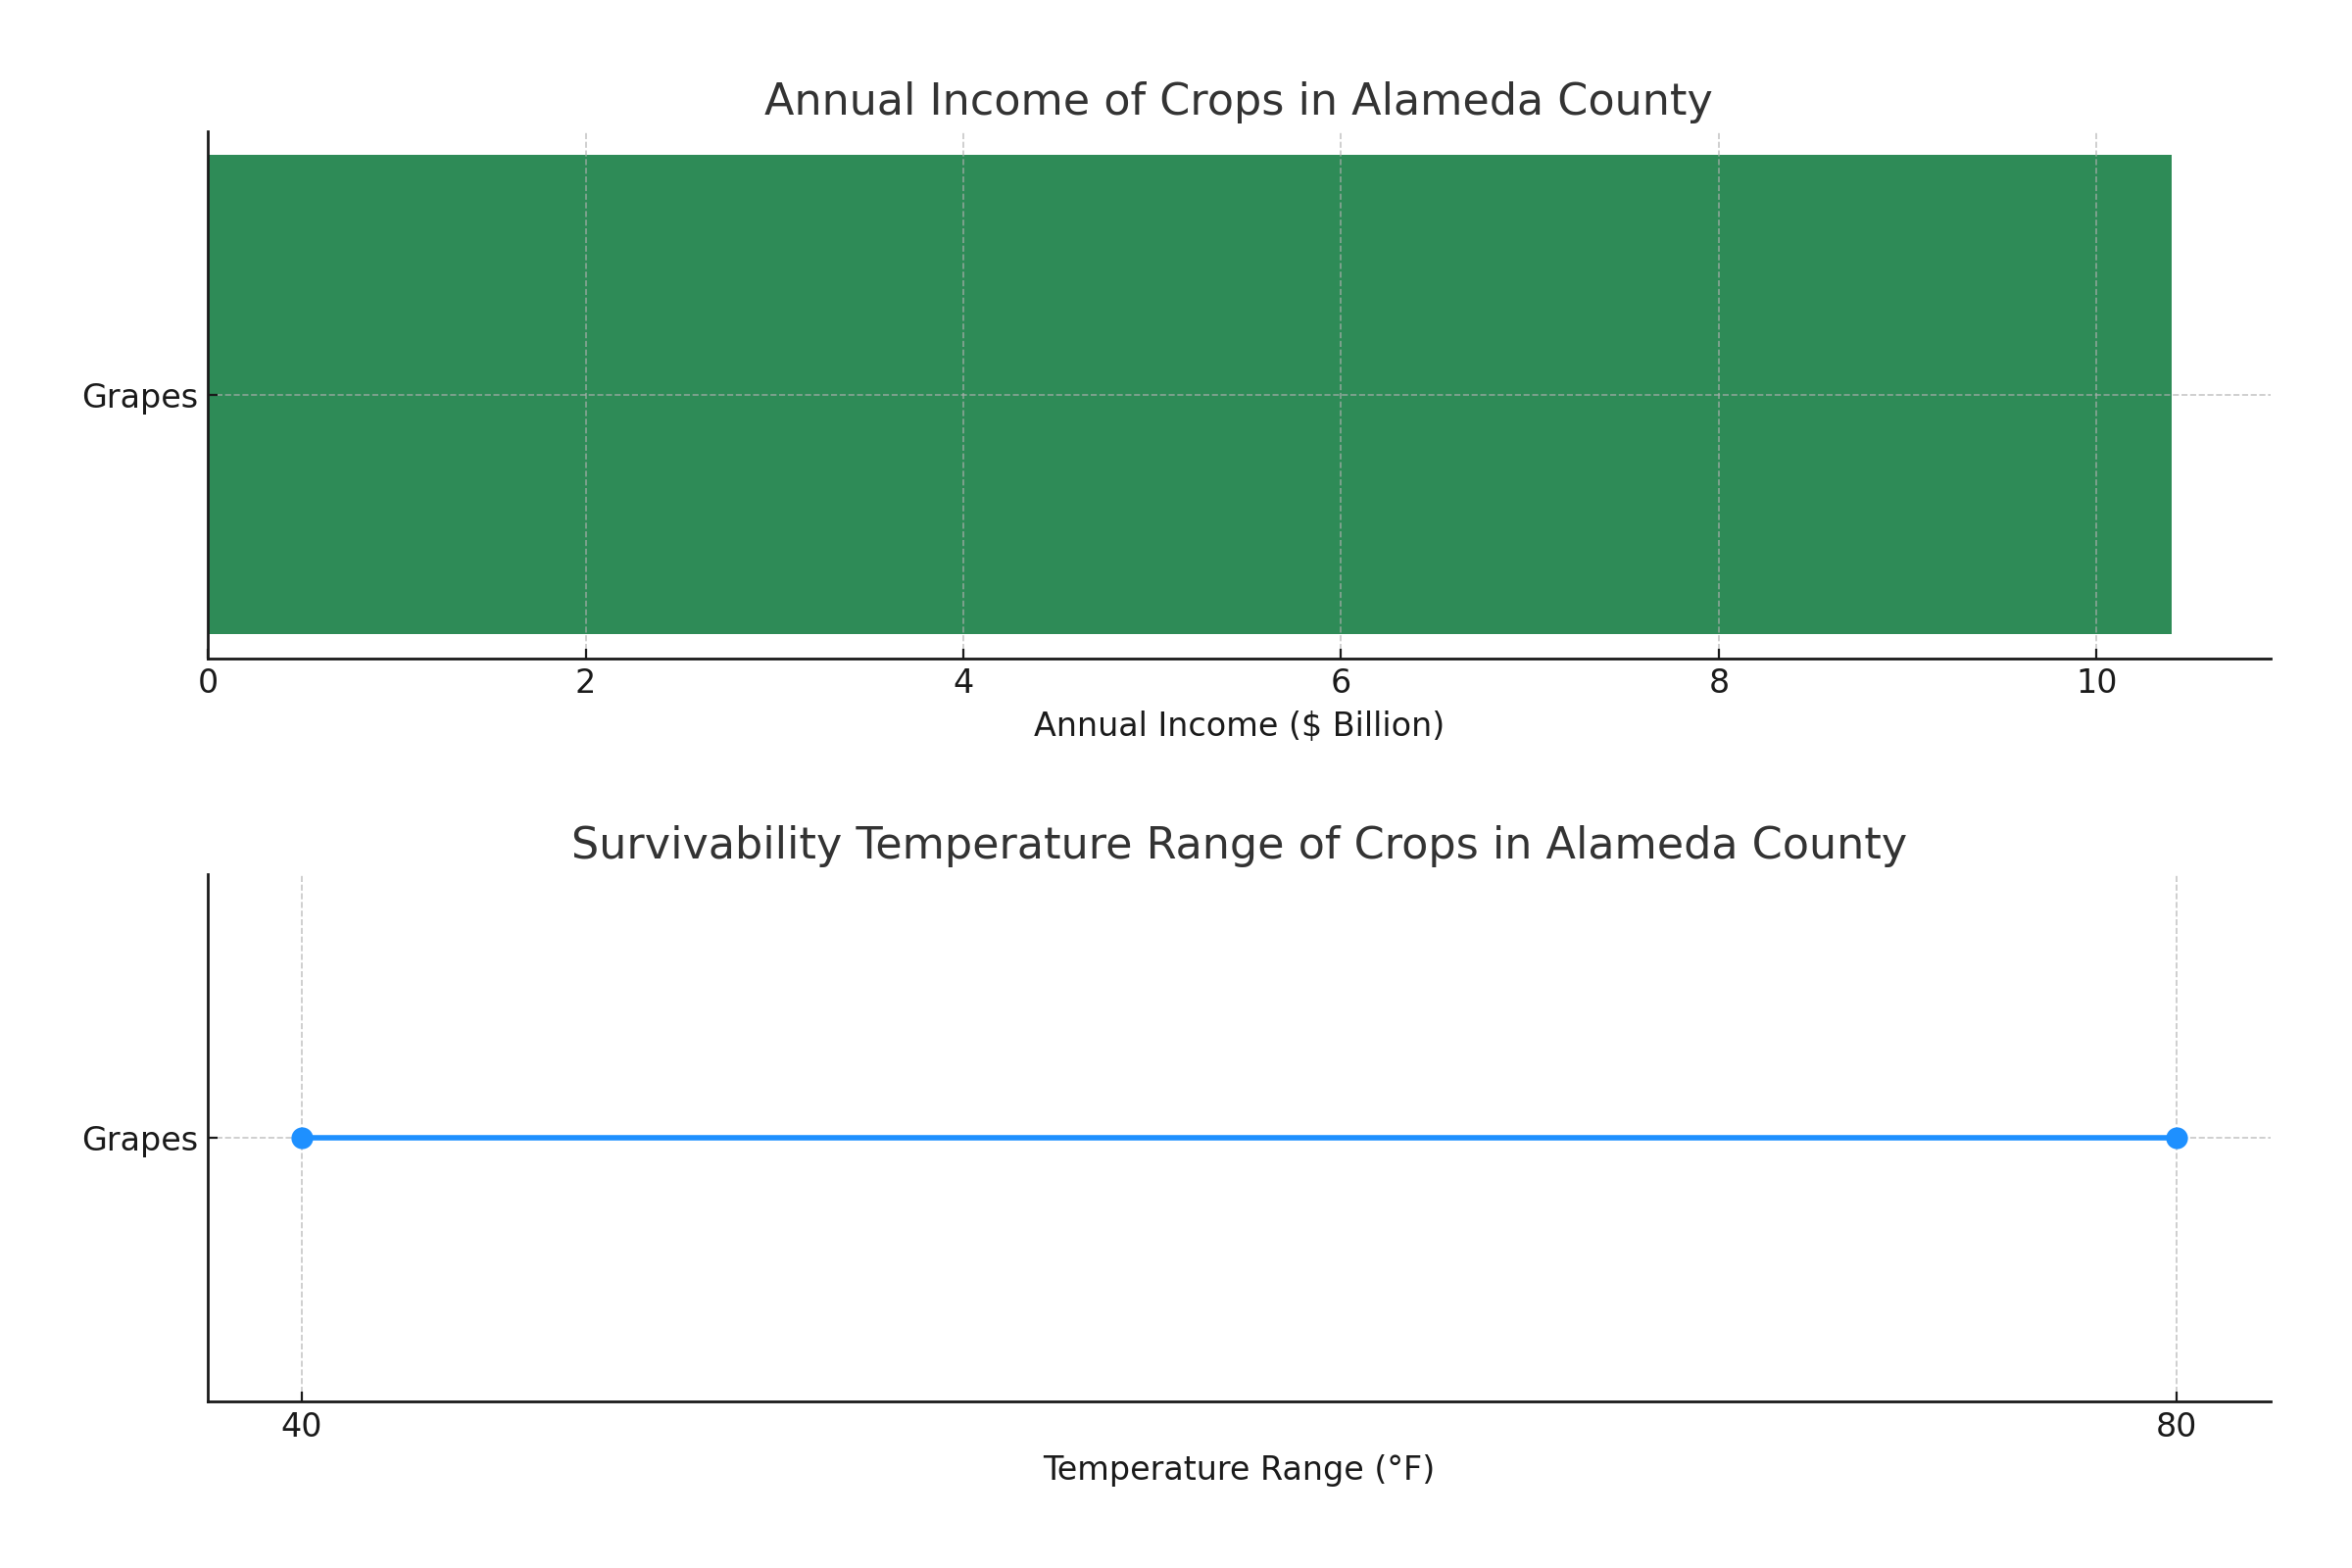 Annual Income of Crops in Alameda County
Grapes
0 2 4 6 8 10
Annual Income ($ Billion)
Survivability Temperature Range of Crops in Alameda County
Grapes
40 80
Temperature Range (°F)